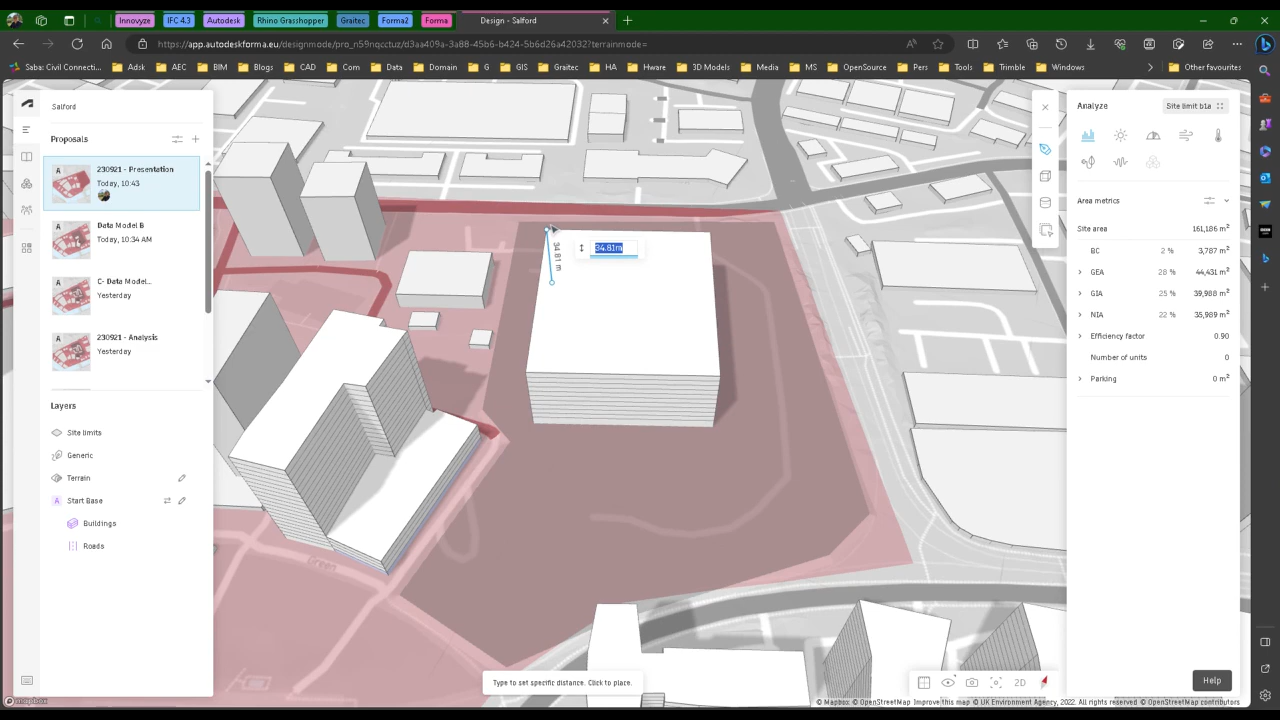 Innovyze IFC 4.3 Autodesk Rhino Grasshopper Graitec Forma2 Forma Design - Salford
https://app.autodeskforma.eu/designmode/pro_n59nqcctuz/d3aa409a-3a88-45b6-b424-5b6d26a42032?terrainmode=
Saba: Civil Connecti... Adsk AEC BIM Blogs CAD Com Data Domain G GIS Graitec HA Hware 3D Models Media MS OpenSource Pers Tools Trimble Windows Other favourites
Salford
Proposals
A
230921 - Presentation
Today, 10:43
A
Data Model B
Today, 10:34 AM
A
C- Data Model...
Yesterday
A
230921 - Analysis
Yesterday
Layers
Site limits
Generic
Terrain
A Start Base
Buildings
Roads
34.81 m
34.81m
Green
Type to set specific distance. Click to place.
2D
Analyze
Site limit b1a
Area metrics
Site area 161,186 m²
BC 2 % 3,787 m²
GEA 28 % 44,431 m²
GIA 25 % 39,988 m²
NIA 22 % 35,989 m²
Efficiency factor 0.90
Number of units 0
Parking 0 m²
Help
mapbox
© Mapbox © OpenStreetMap Improve this map © UK Environment Agency, 2022. All rights reserved © OpenStreetMap contributors